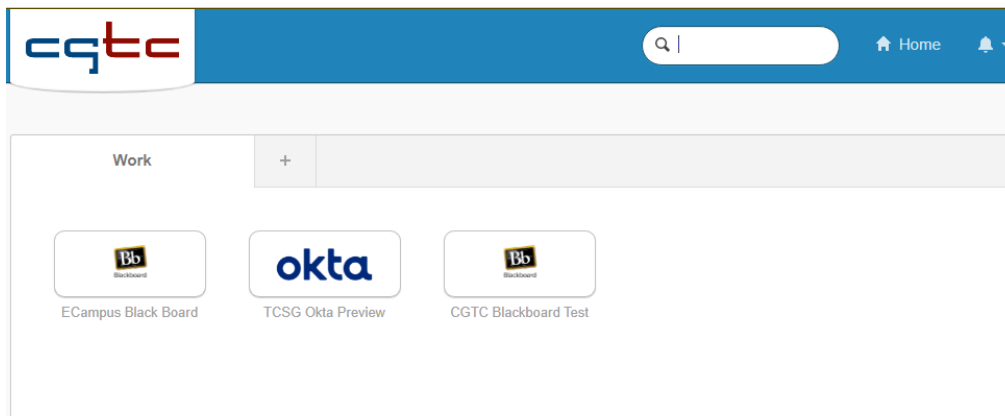 cgtc
Home
Work +
Bb okta Bb
Blackboard Blackboard
ECampus Black Board TCSG Okta Preview CGTC Blackboard Test